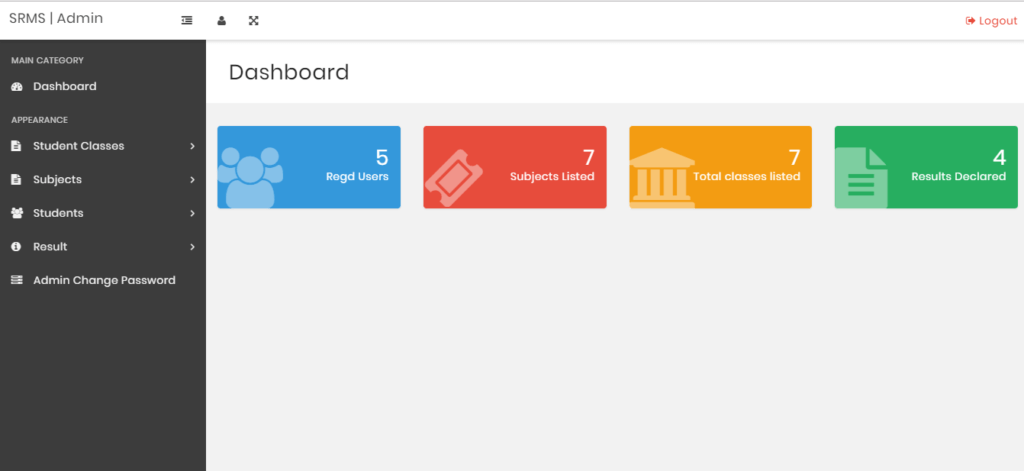 SRMS | Admin
Logout
MAIN CATEGORY
Dashboard
APPEARANCE
Student Classes
Subjects
Students
Result
Admin Change Password
Dashboard
5
Regd Users
7
Subjects Listed
7
Total classes listed
4
Results Declared